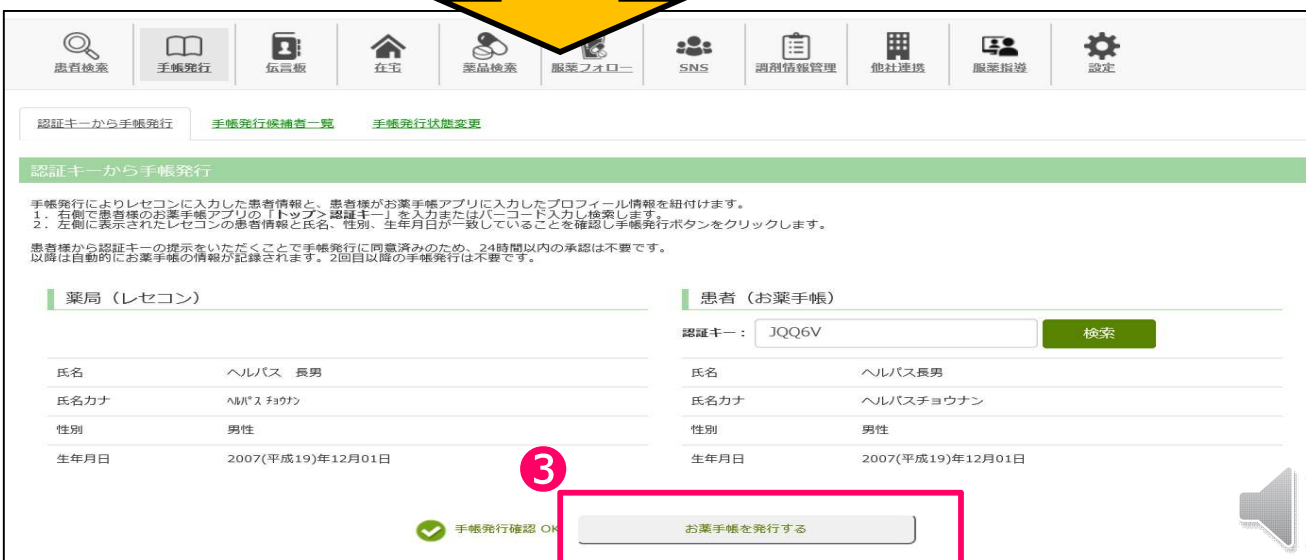 患者検索 手帳発行 伝言板 在宅 薬品検索 服薬フォロー SNS 調剤情報管理 他社連携 服薬指導 設定
認証キーから手帳発行 手帳発行候補者一覧 手帳発行状態変更
認証キーから手帳発行
手帳発行によりレセコンに入力した患者情報と、患者様がお薬手帳アプリに入力したプロフィール情報を紐付けます。
1. 右側で患者様のお薬手帳アプリの「トップ>認証キー」を入力またはバーコード入力し検索します。
2. 左側に表示されたレセコンの患者情報と氏名、性別、生年月日が一致していることを確認し手帳発行ボタンをクリックします。
患者様から認証キーの提示をいただくことで手帳発行に同意済みのため、24時間以内の承認は不要です。
以降は自動的にお薬手帳の情報が記録されます。2回目以降の手帳発行は不要です。
薬局（レセコン） 患者（お薬手帳）
認証キー： JQQ6V 検索
氏名 ヘルパス 長男 氏名 ヘルパス長男
氏名カナ ﾍﾙﾊﾟｽ ﾁｮｳﾅﾝ 氏名カナ ヘルパスチョウナン
性別 男性 性別 男性
生年月日 2007(平成19)年12月01日 生年月日 2007(平成19)年12月01日
3
手帳発行確認 OK お薬手帳を発行する